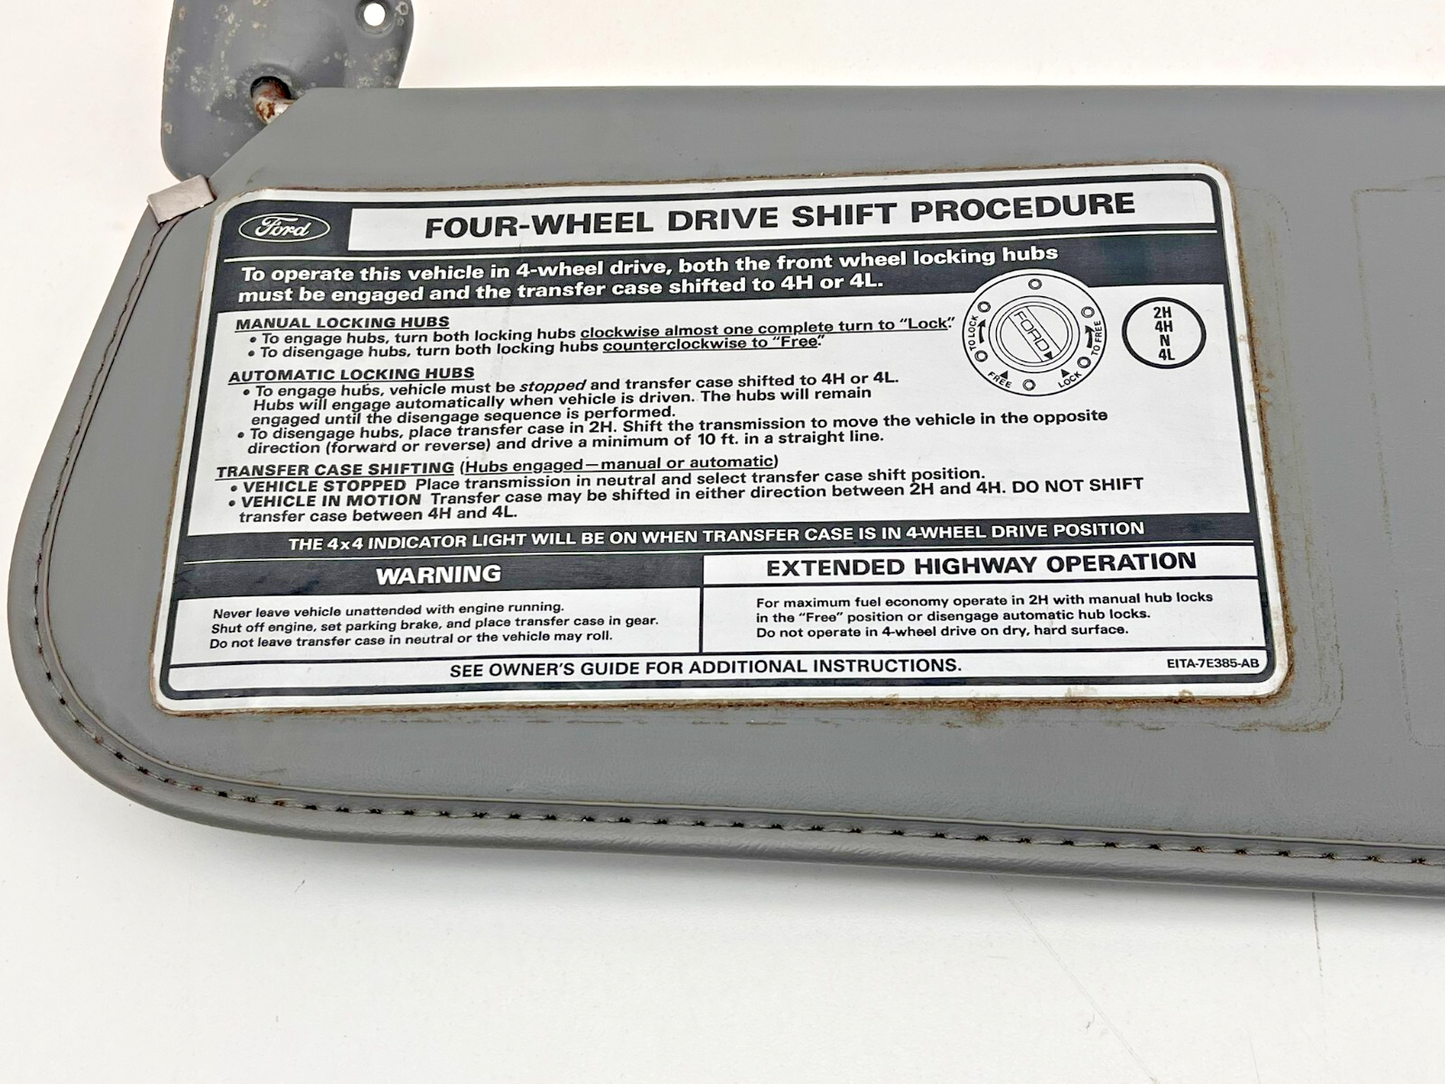 Ford
FOUR-WHEEL DRIVE SHIFT PROCEDURE
To operate this vehicle in 4-wheel drive, both the front wheel locking hubs
must be engaged and the transfer case shifted to 4H or 4L.
MANUAL LOCKING HUBS
• To engage hubs, turn both locking hubs clockwise almost one complete turn to "Lock".
• To disengage hubs, turn both locking hubs counterclockwise to "Free".
TO LOCK
FORD
TO FREE
FREE
LOCK
2H
4H
N
4L
AUTOMATIC LOCKING HUBS
• To engage hubs, vehicle must be stopped and transfer case shifted to 4H or 4L.
Hubs will engage automatically when vehicle is driven. The hubs will remain
engaged until the disengage sequence is performed.
• To disengage hubs, place transfer case in 2H. Shift the transmission to move the vehicle in the opposite
direction (forward or reverse) and drive a minimum of 10 ft. in a straight line.
TRANSFER CASE SHIFTING (Hubs engaged—manual or automatic)
• VEHICLE STOPPED Place transmission in neutral and select transfer case shift position.
• VEHICLE IN MOTION Transfer case may be shifted in either direction between 2H and 4H. DO NOT SHIFT
transfer case between 4H and 4L.
THE 4x4 INDICATOR LIGHT WILL BE ON WHEN TRANSFER CASE IS IN 4-WHEEL DRIVE POSITION
WARNING
Never leave vehicle unattended with engine running.
Shut off engine, set parking brake, and place transfer case in gear.
Do not leave transfer case in neutral or the vehicle may roll.
EXTENDED HIGHWAY OPERATION
For maximum fuel economy operate in 2H with manual hub locks
in the "Free" position or disengage automatic hub locks.
Do not operate in 4-wheel drive on dry, hard surface.
SEE OWNER'S GUIDE FOR ADDITIONAL INSTRUCTIONS.
EITA-7E385-AB